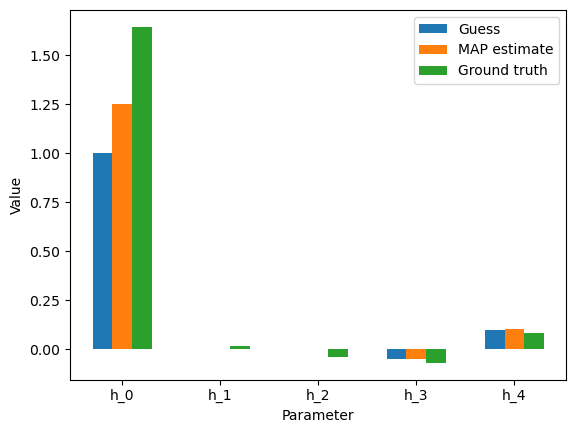 Guess
MAP estimate
Ground truth
1.50
1.25
1.00
0.75
0.50
0.25
0.00
Value
h_0 h_1 h_2 h_3 h_4
Parameter